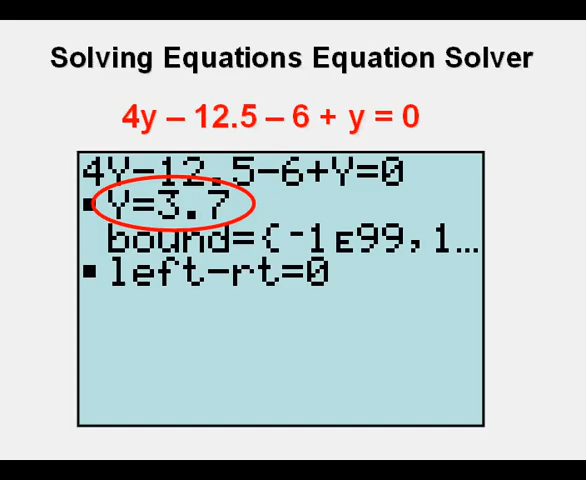 Solving Equations Equation Solver
4y – 12.5 – 6 + y = 0
4Y-12.5-6+Y=0
▪Y=3.7
bound={-1ᴇ99,1…
▪left-rt=0